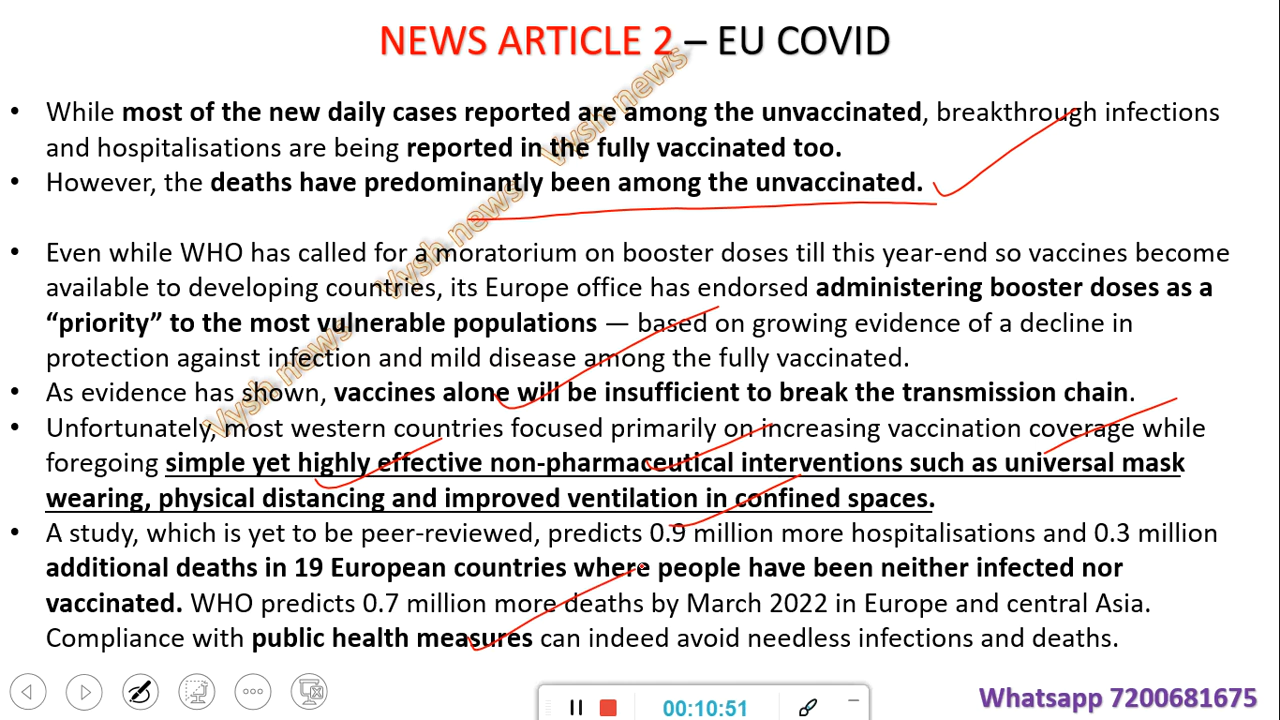 NEWS ARTICLE 2 – EU COVID
• While most of the new daily cases reported are among the unvaccinated, breakthrough infections
and hospitalisations are being reported in the fully vaccinated too.
• However, the deaths have predominantly been among the unvaccinated.
• Even while WHO has called for a moratorium on booster doses till this year-end so vaccines become
available to developing countries, its Europe office has endorsed administering booster doses as a
“priority” to the most vulnerable populations — based on growing evidence of a decline in
protection against infection and mild disease among the fully vaccinated.
• As evidence has shown, vaccines alone will be insufficient to break the transmission chain.
• Unfortunately, most western countries focused primarily on increasing vaccination coverage while
foregoing simple yet highly effective non-pharmaceutical interventions such as universal mask
wearing, physical distancing and improved ventilation in confined spaces.
• A study, which is yet to be peer-reviewed, predicts 0.9 million more hospitalisations and 0.3 million
additional deaths in 19 European countries where people have been neither infected nor
vaccinated. WHO predicts 0.7 million more deaths by March 2022 in Europe and central Asia.
Compliance with public health measures can indeed avoid needless infections and deaths.
Vysh news
Vysh news
Vysh news
00:10:51
Whatsapp 7200681675